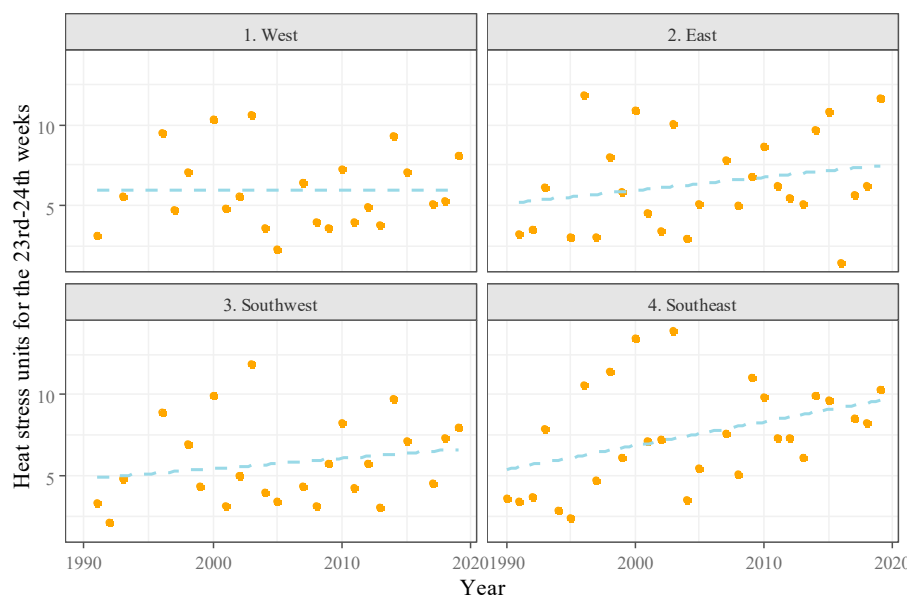 1. West
2. East
10
5
3. Southwest
4. Southeast
10
5
1990 2000 2010 2020 1990 2000 2010 202
Year
Heat stress units for the 23rd-24th weeks